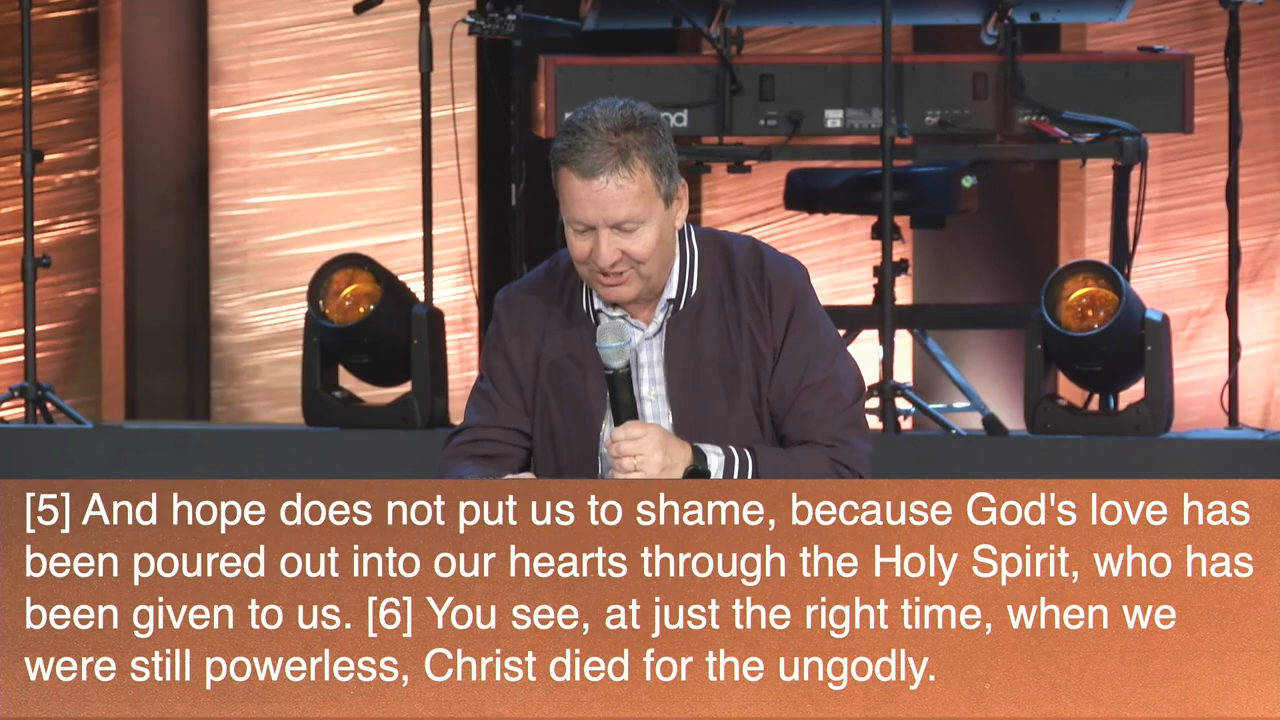 [5] And hope does not put us to shame, because God's love has
been poured out into our hearts through the Holy Spirit, who has
been given to us. [6] You see, at just the right time, when we
were still powerless, Christ died for the ungodly.